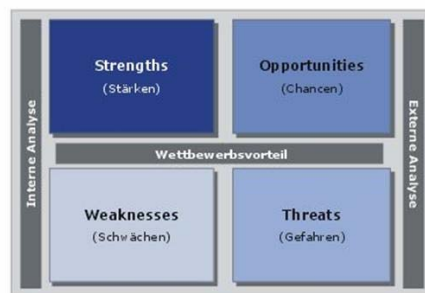 Interne Analyse
Strengths
(Stärken)
Opportunities
(Chancen)
Wettbewerbsvorteil
Weaknesses
(Schwächen)
Threats
(Gefahren)
Externe Analyse